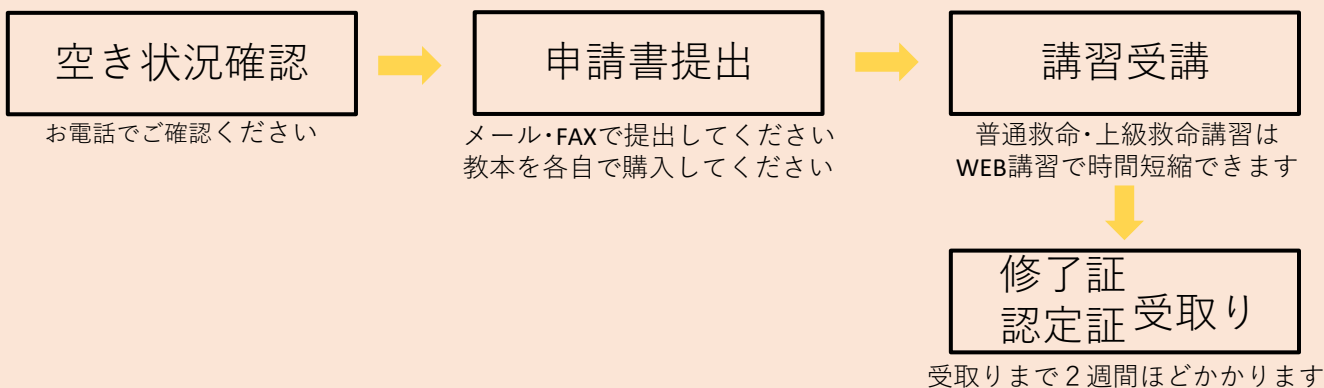 空き状況確認
お電話でご確認ください
申請書提出
メール・FAXで提出してください
教本を各自で購入してください
講習受講
普通救命・上級救命講習は
WEB講習で時間短縮できます
修了証
認定証受取り
受取りまで２週間ほどかかります